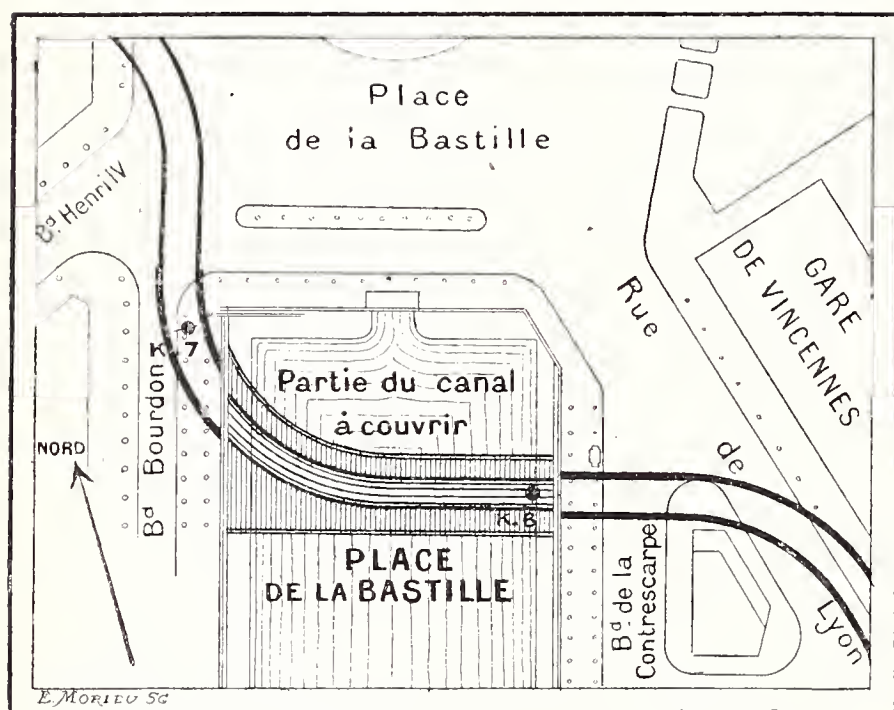 Place
de la Bastille
Bd. Henri IV
Rue
de
Lyon
GARE
DE VINCENNES
K. 7
Partie du canal
à couvrir
NORD
Bd Bourdon
K. 8
PLACE
DE LA BASTILLE
Bd. de la
Contrescarpe
E. MORIEU SC